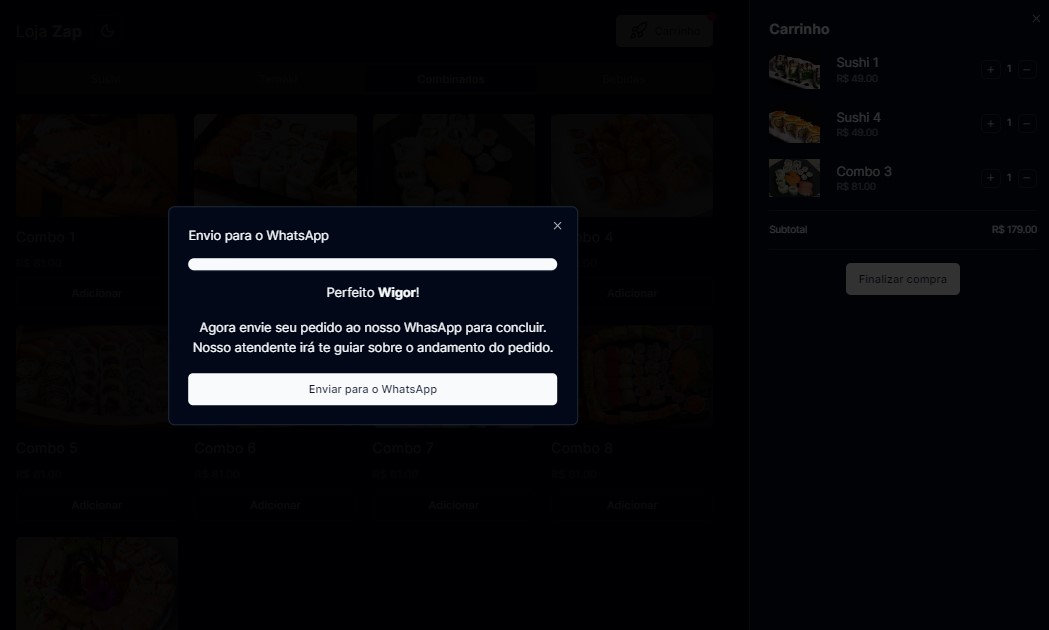 Loja Zap
Carrinho
Combinados
Combo 1
Adicionar
Adicionar
Combo 5
Adicionar
Combo 6
R$ 81.00
Adicionar
Combo 7
R$ 81.00
Adicionar
Combo 8
R$ 81.00
Adicionar
Envio para o WhatsApp
Perfeito Wigor!
Agora envie seu pedido ao nosso WhasApp para concluir.
Nosso atendente irá te guiar sobre o andamento do pedido.
Enviar para o WhatsApp
Carrinho
Sushi 1
R$ 49.00
+ 1 −
Sushi 4
R$ 49.00
+ 1 −
Combo 3
R$ 81.00
+ 1 −
Subtotal R$ 179.00
Finalizar compra